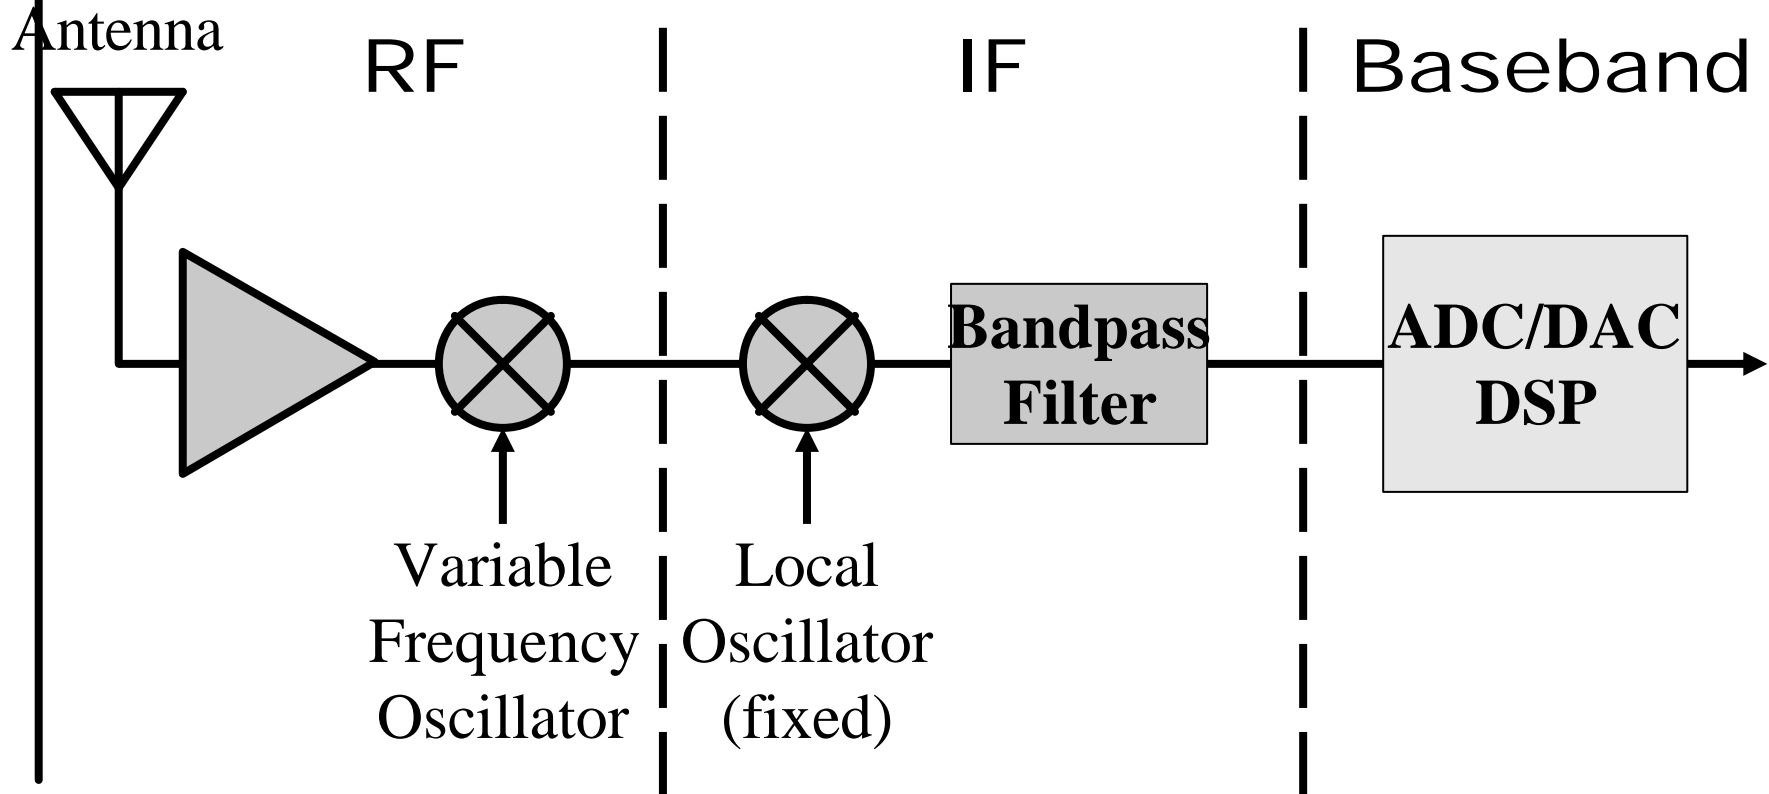 Antenna
RF
IF
Baseband
Bandpass
Filter
ADC/DAC
DSP
Variable
Frequency
Oscillator
Local
Oscillator
(fixed)